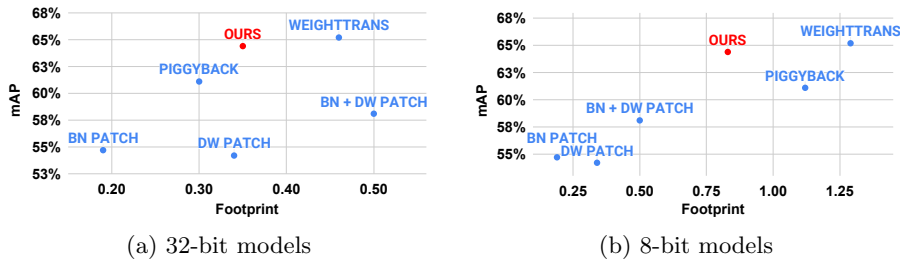 68%
65%
63%
60%
58%
55%
53%
mAP
WEIGHTTRANS
OURS
PIGGYBACK
BN + DW PATCH
BN PATCH
DW PATCH
0.20 0.30 0.40 0.50
Footprint
(a) 32-bit models
68%
65%
63%
60%
58%
55%
mAP
WEIGHTTRANS
OURS
PIGGYBACK
BN + DW PATCH
BN PATCH
DW PATCH
0.25 0.50 0.75 1.00 1.25
Footprint
(b) 8-bit models